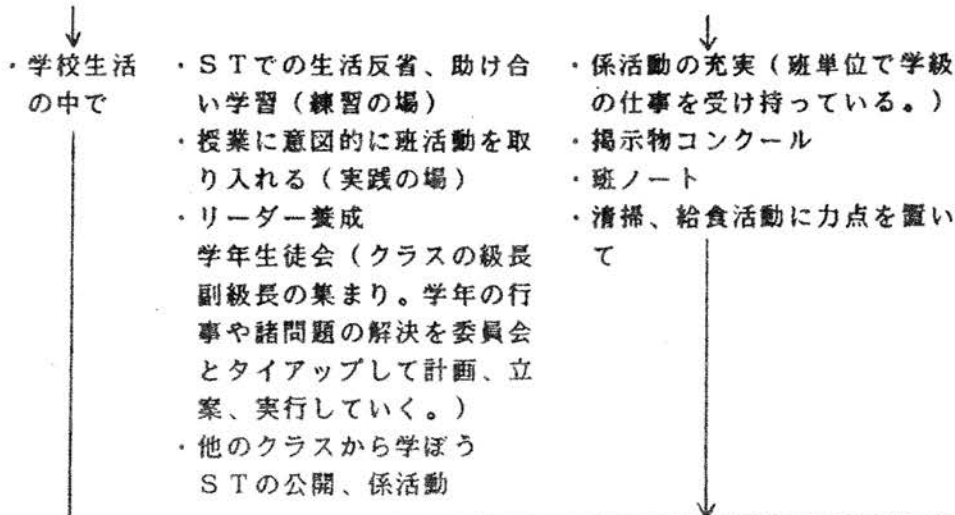 ・学校生活
の中で
・ＳＴでの生活反省、助け合
い学習（練習の場）
・授業に意図的に班活動を取
り入れる（実践の場）
・リーダー養成
学年生徒会（クラスの級長
副級長の集まり。学年の行
事や諸問題の解決を委員会
とタイアップして計画、立
案、実行していく。）
・他のクラスから学ぼう
ＳＴの公開、係活動
・係活動の充実（班単位で学級
の仕事を受け持っている。）
・掲示物コンクール
・班ノート
・清掃、給食活動に力点を置い
て